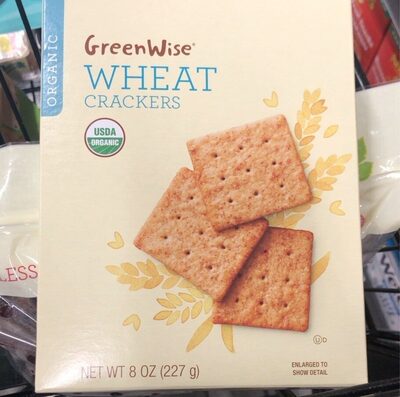 ORGANIC
GreenWise®
WHEAT
CRACKERS
USDA
ORGANIC
LESS
U D
NET WT 8 OZ (227 g)
ENLARGED TO
SHOW DETAIL